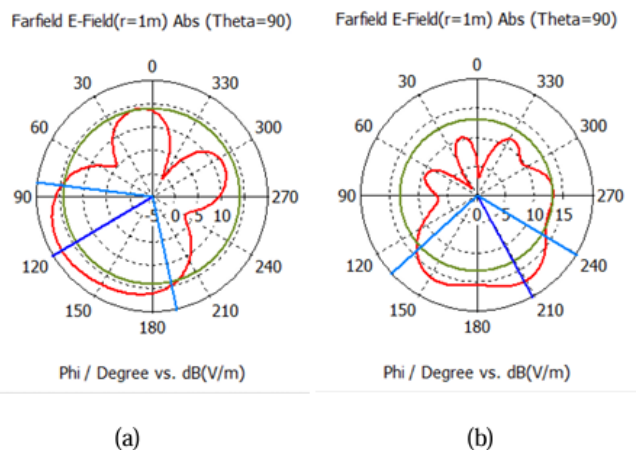 Farfield E-Field(r=1m) Abs (Theta=90)
0
30 330
60 300
90 -5 0 5 10 270
120 240
150 210
180
Phi / Degree vs. dB(V/m)
(a)
Farfield E-Field(r=1m) Abs (Theta=90)
0
30 330
60 300
90 0 5 10 15 270
120 240
150 210
180
Phi / Degree vs. dB(V/m)
(b)